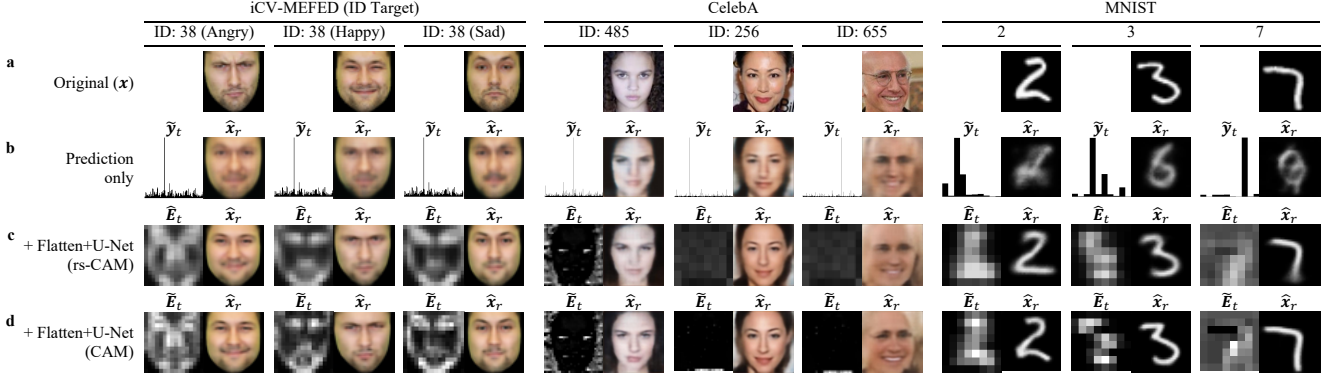 iCV-MEFED (ID Target) CelebA MNIST
ID: 38 (Angry) ID: 38 (Happy) ID: 38 (Sad) ID: 485 ID: 256 ID: 655 2 3 7
a
Original (𝒙)
ỹₜ x̂ᵣ ỹₜ x̂ᵣ ỹₜ x̂ᵣ ỹₜ x̂ᵣ ỹₜ x̂ᵣ ỹₜ x̂ᵣ ỹₜ x̂ᵣ ỹₜ x̂ᵣ ỹₜ x̂ᵣ
b Prediction
only
Êₜ x̂ᵣ Êₜ x̂ᵣ Êₜ x̂ᵣ Êₜ x̂ᵣ Êₜ x̂ᵣ Êₜ x̂ᵣ Êₜ x̂ᵣ Êₜ x̂ᵣ Êₜ x̂ᵣ
c + Flatten+U-Net
(rs-CAM)
Ẽₜ x̂ᵣ Ẽₜ x̂ᵣ Ẽₜ x̂ᵣ Ẽₜ x̂ᵣ Ẽₜ x̂ᵣ Ẽₜ x̂ᵣ Ẽₜ x̂ᵣ Ẽₜ x̂ᵣ Ẽₜ x̂ᵣ
d + Flatten+U-Net
(CAM)